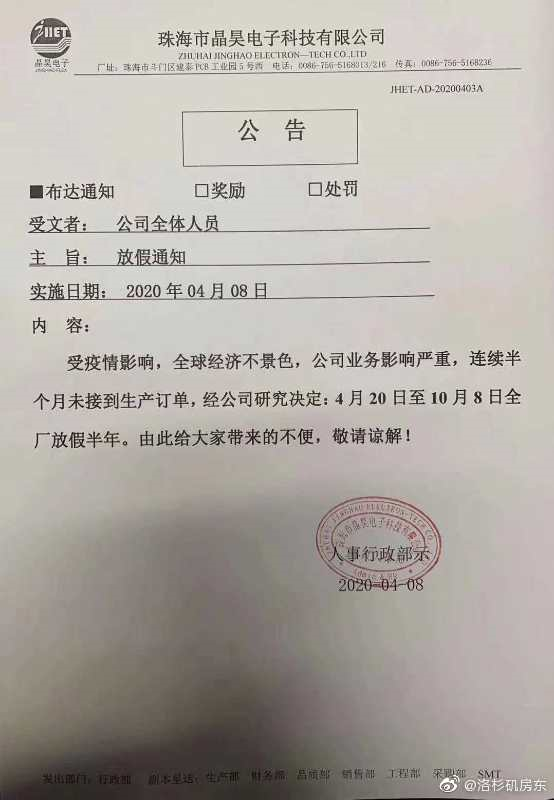 JHET
晶昊电子
JINGHAO ELEX
珠海市晶昊电子科技有限公司
ZHUHAI JINGHAO ELECTRON—TECH CO.,LTD
厂址：珠海市斗门区建泰PCB工业园5号西 电话：0086-756-5168013/216 传真：0086-756-5168236
JHET-AD-20200403A
公 告
■布达通知 □奖励 □处罚
受文者： 公司全体人员
主 旨： 放假通知
实施日期： 2020年04月08日
内 容：
受疫情影响，全球经济不景色，公司业务影响严重，连续半
个月未接到生产订单，经公司研究决定：4月20日至10月8日全
厂放假半年。由此给大家带来的不便，敬请谅解！
ZHUHAI JINGHAO ELECTRON-TECH CO.
珠海市晶昊电子科技有限
人事行政部示
2020-04-08
发出部门：行政部 副本呈送：生产部 财务部 品质部 销售部 工程部 采购部 SMT
@洛杉矶房东